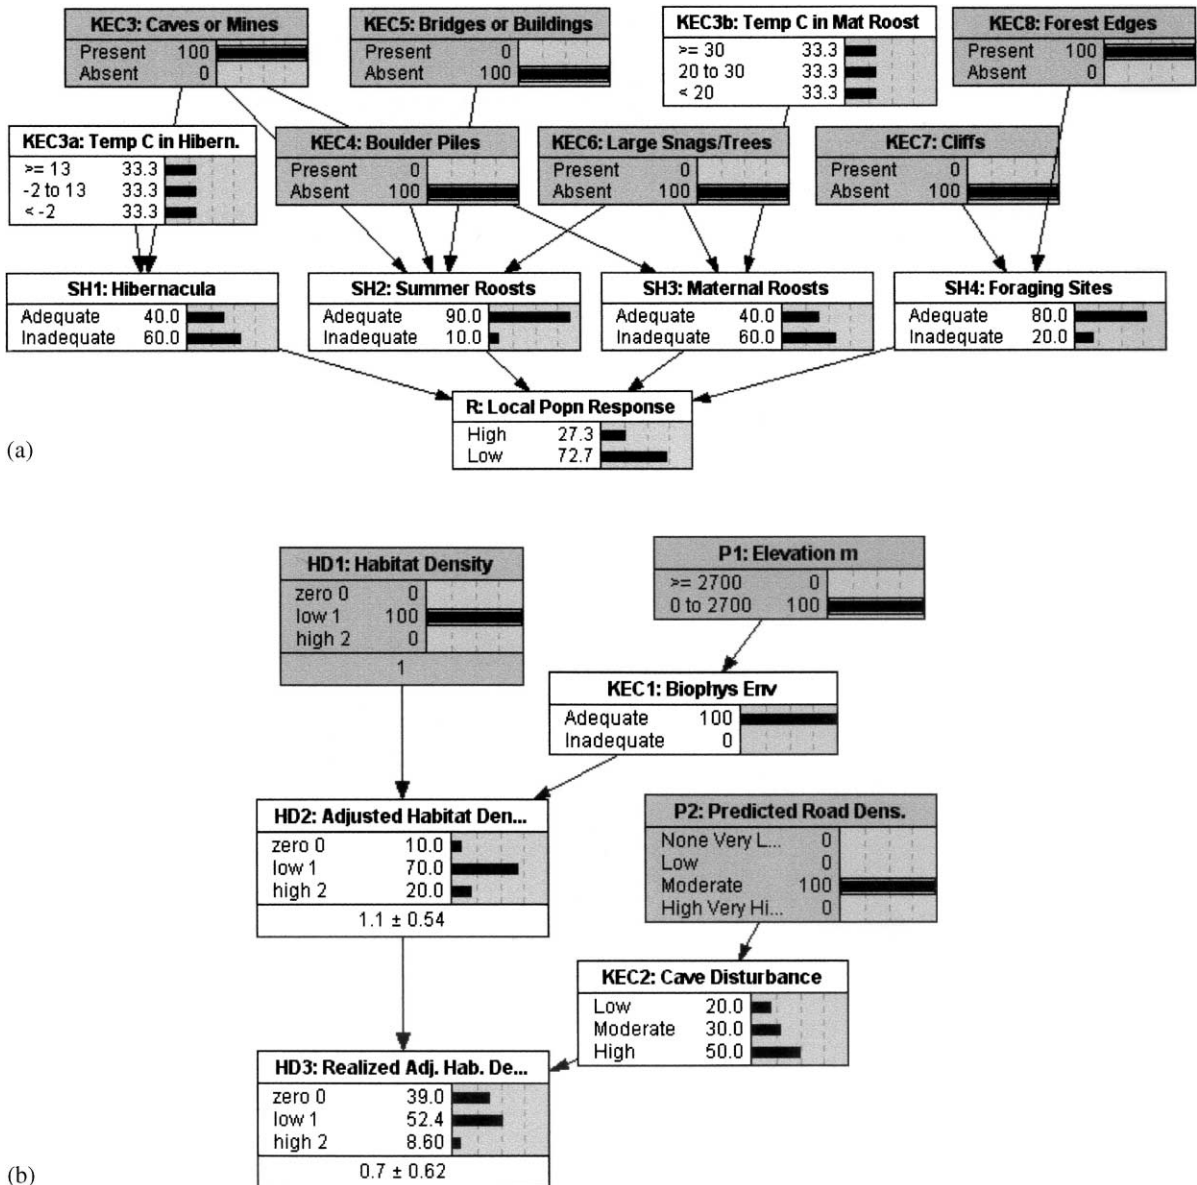 KEC3: Caves or Mines
Present 100
Absent 0
KEC5: Bridges or Buildings
Present 0
Absent 100
KEC3b: Temp C in Mat Roost
>= 30 33.3
20 to 30 33.3
< 20 33.3
KEC8: Forest Edges
Present 100
Absent 0
KEC3a: Temp C in Hibern.
>= 13 33.3
-2 to 13 33.3
< -2 33.3
KEC4: Boulder Piles
Present 0
Absent 100
KEC6: Large Snags/Trees
Present 0
Absent 100
KEC7: Cliffs
Present 0
Absent 100
SH1: Hibernacula
Adequate 40.0
Inadequate 60.0
SH2: Summer Roosts
Adequate 90.0
Inadequate 10.0
SH3: Maternal Roosts
Adequate 40.0
Inadequate 60.0
SH4: Foraging Sites
Adequate 80.0
Inadequate 20.0
R: Local Popn Response
High 27.3
Low 72.7
(a)
HD1: Habitat Density
zero 0 0
low 1 100
high 2 0
1
P1: Elevation m
>= 2700 0
0 to 2700 100
KEC1: Biophys Env
Adequate 100
Inadequate 0
HD2: Adjusted Habitat Den...
zero 0 10.0
low 1 70.0
high 2 20.0
1.1 ± 0.54
P2: Predicted Road Dens.
None Very L... 0
Low 0
Moderate 100
High Very Hi... 0
KEC2: Cave Disturbance
Low 20.0
Moderate 30.0
High 50.0
HD3: Realized Adj. Hab. De...
zero 0 39.0
low 1 52.4
high 2 8.60
0.7 ± 0.62
(b)